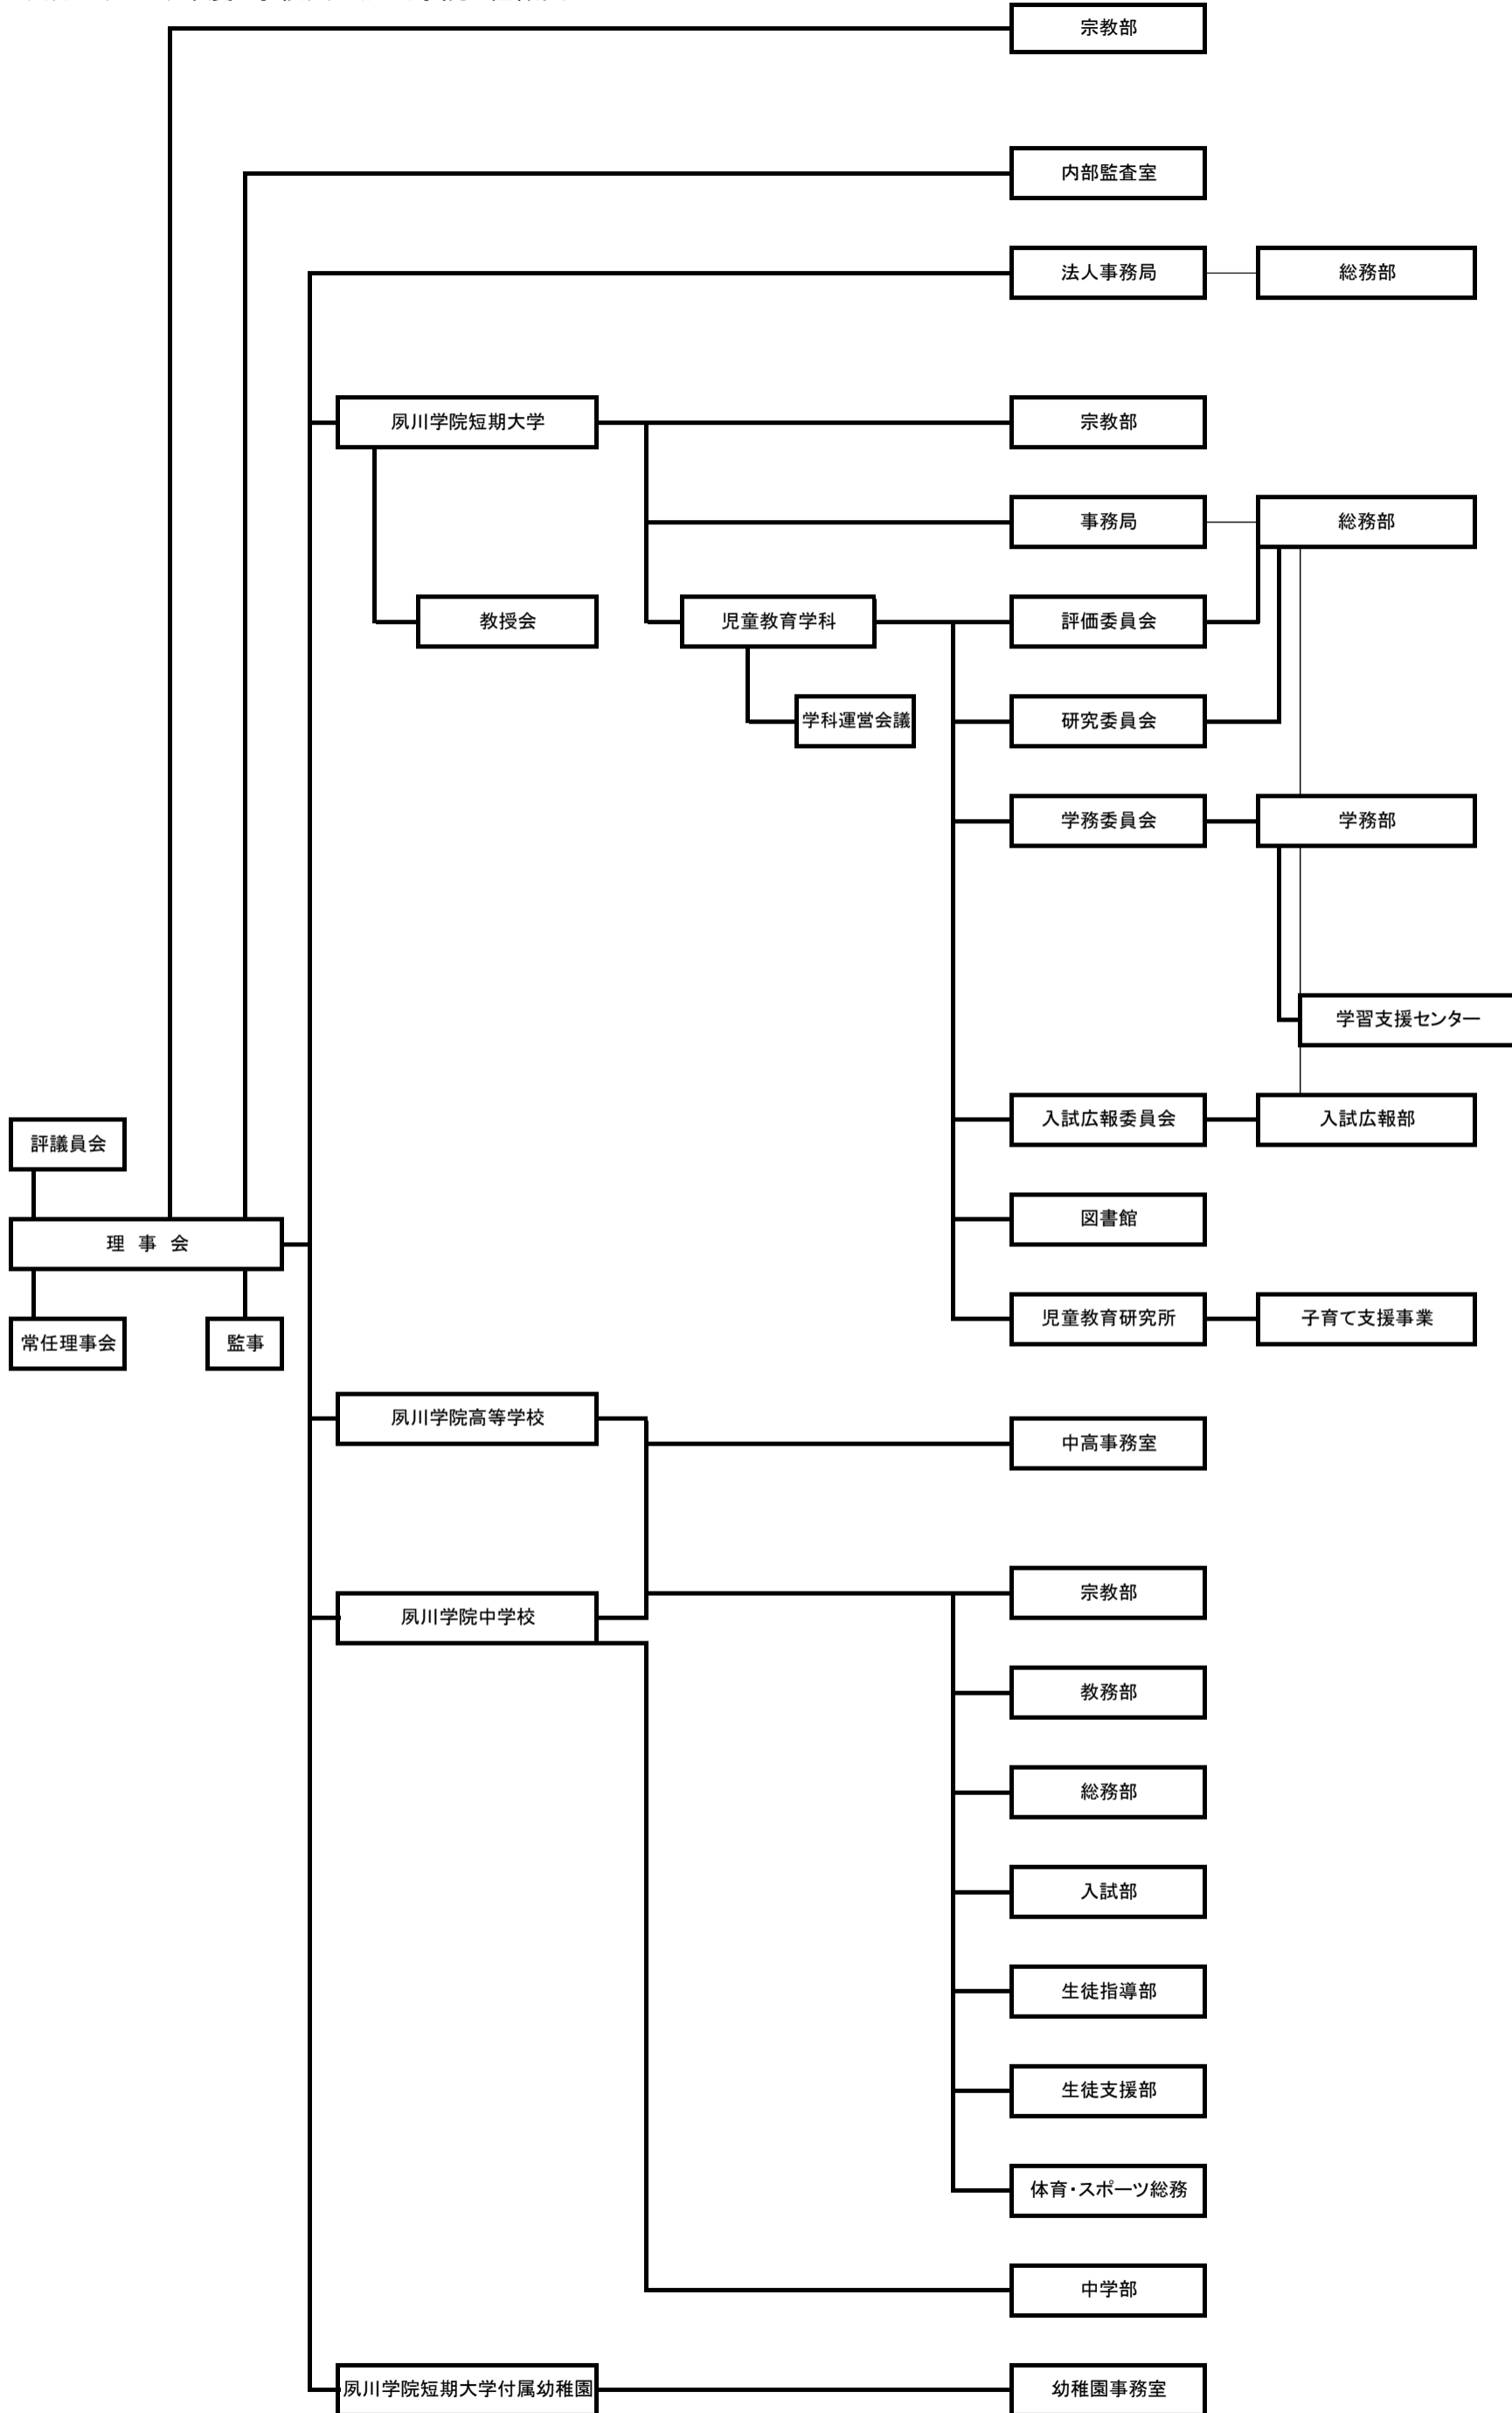 宗教部
内部監査室
法人事務局
総務部
夙川学院短期大学
宗教部
事務局
総務部
教授会
児童教育学科
評価委員会
学科運営会議
研究委員会
学務委員会
学務部
学習支援センター
入試広報委員会
入試広報部
評議員会
図書館
理 事 会
児童教育研究所
子育て支援事業
常任理事会
監事
夙川学院高等学校
中高事務室
宗教部
夙川学院中学校
教務部
総務部
入試部
生徒指導部
生徒支援部
体育・スポーツ総務
中学部
夙川学院短期大学付属幼稚園
幼稚園事務室